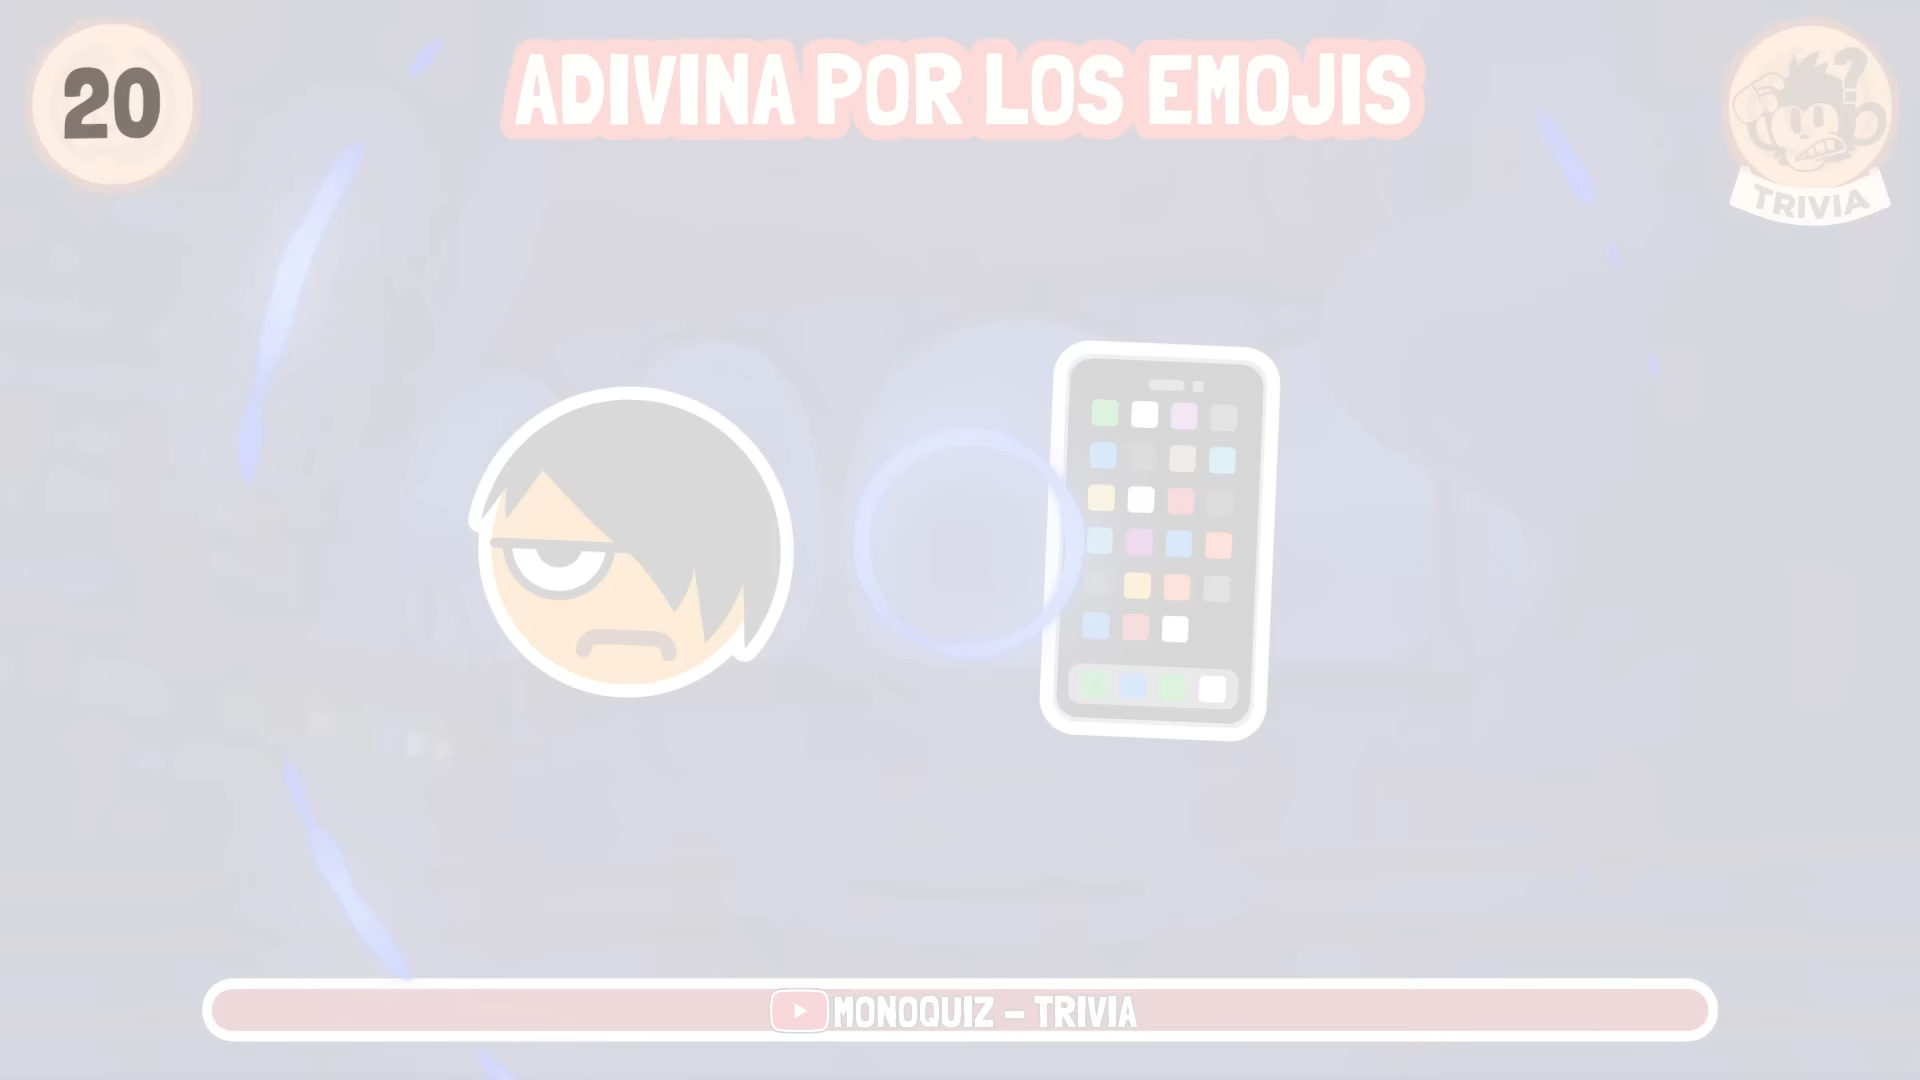 20
ADIVINA POR LOS EMOJIS
?
TRIVIA
MONOQUIZ - TRIVIA